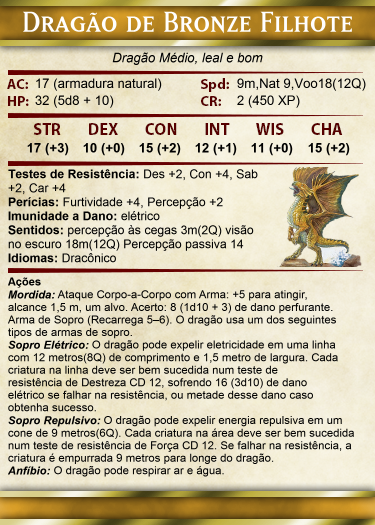 Dragão de Bronze Filhote
Dragão Médio, leal e bom
AC: 17 (armadura natural) Spd: 9m,Nat 9,Voo18(12Q)
HP: 32 (5d8 + 10) CR: 2 (450 XP)
STR DEX CON INT WIS CHA
17 (+3) 10 (+0) 15 (+2) 12 (+1) 11 (+0) 15 (+2)
Testes de Resistência: Des +2, Con +4, Sab
+2, Car +4
Perícias: Furtividade +4, Percepção +2
Imunidade a Dano: elétrico
Sentidos: percepção às cegas 3m(2Q) visão
no escuro 18m(12Q) Percepção passiva 14
Idiomas: Dracônico
Ações
Mordida: Ataque Corpo-a-Corpo com Arma: +5 para atingir,
alcance 1,5 m, um alvo. Acerto: 8 (1d10 + 3) de dano perfurante.
Arma de Sopro (Recarrega 5–6). O dragão usa um dos seguintes
tipos de armas de sopro.
Sopro Elétrico: O dragão pode expelir eletricidade em uma linha
com 12 metros(8Q) de comprimento e 1,5 metro de largura. Cada
criatura na linha deve ser bem sucedida num teste de
resistência de Destreza CD 12, sofrendo 16 (3d10) de dano
elétrico se falhar na resistência, ou metade desse dano caso
obtenha sucesso.
Sopro Repulsivo: O dragão pode expelir energia repulsiva em um
cone de 9 metros(6Q). Cada criatura na área deve ser bem sucedida
num teste de resistência de Força CD 12. Se falhar na resistência, a
criatura é empurrada 9 metros para longe do dragão.
Anfíbio: O dragão pode respirar ar e água.